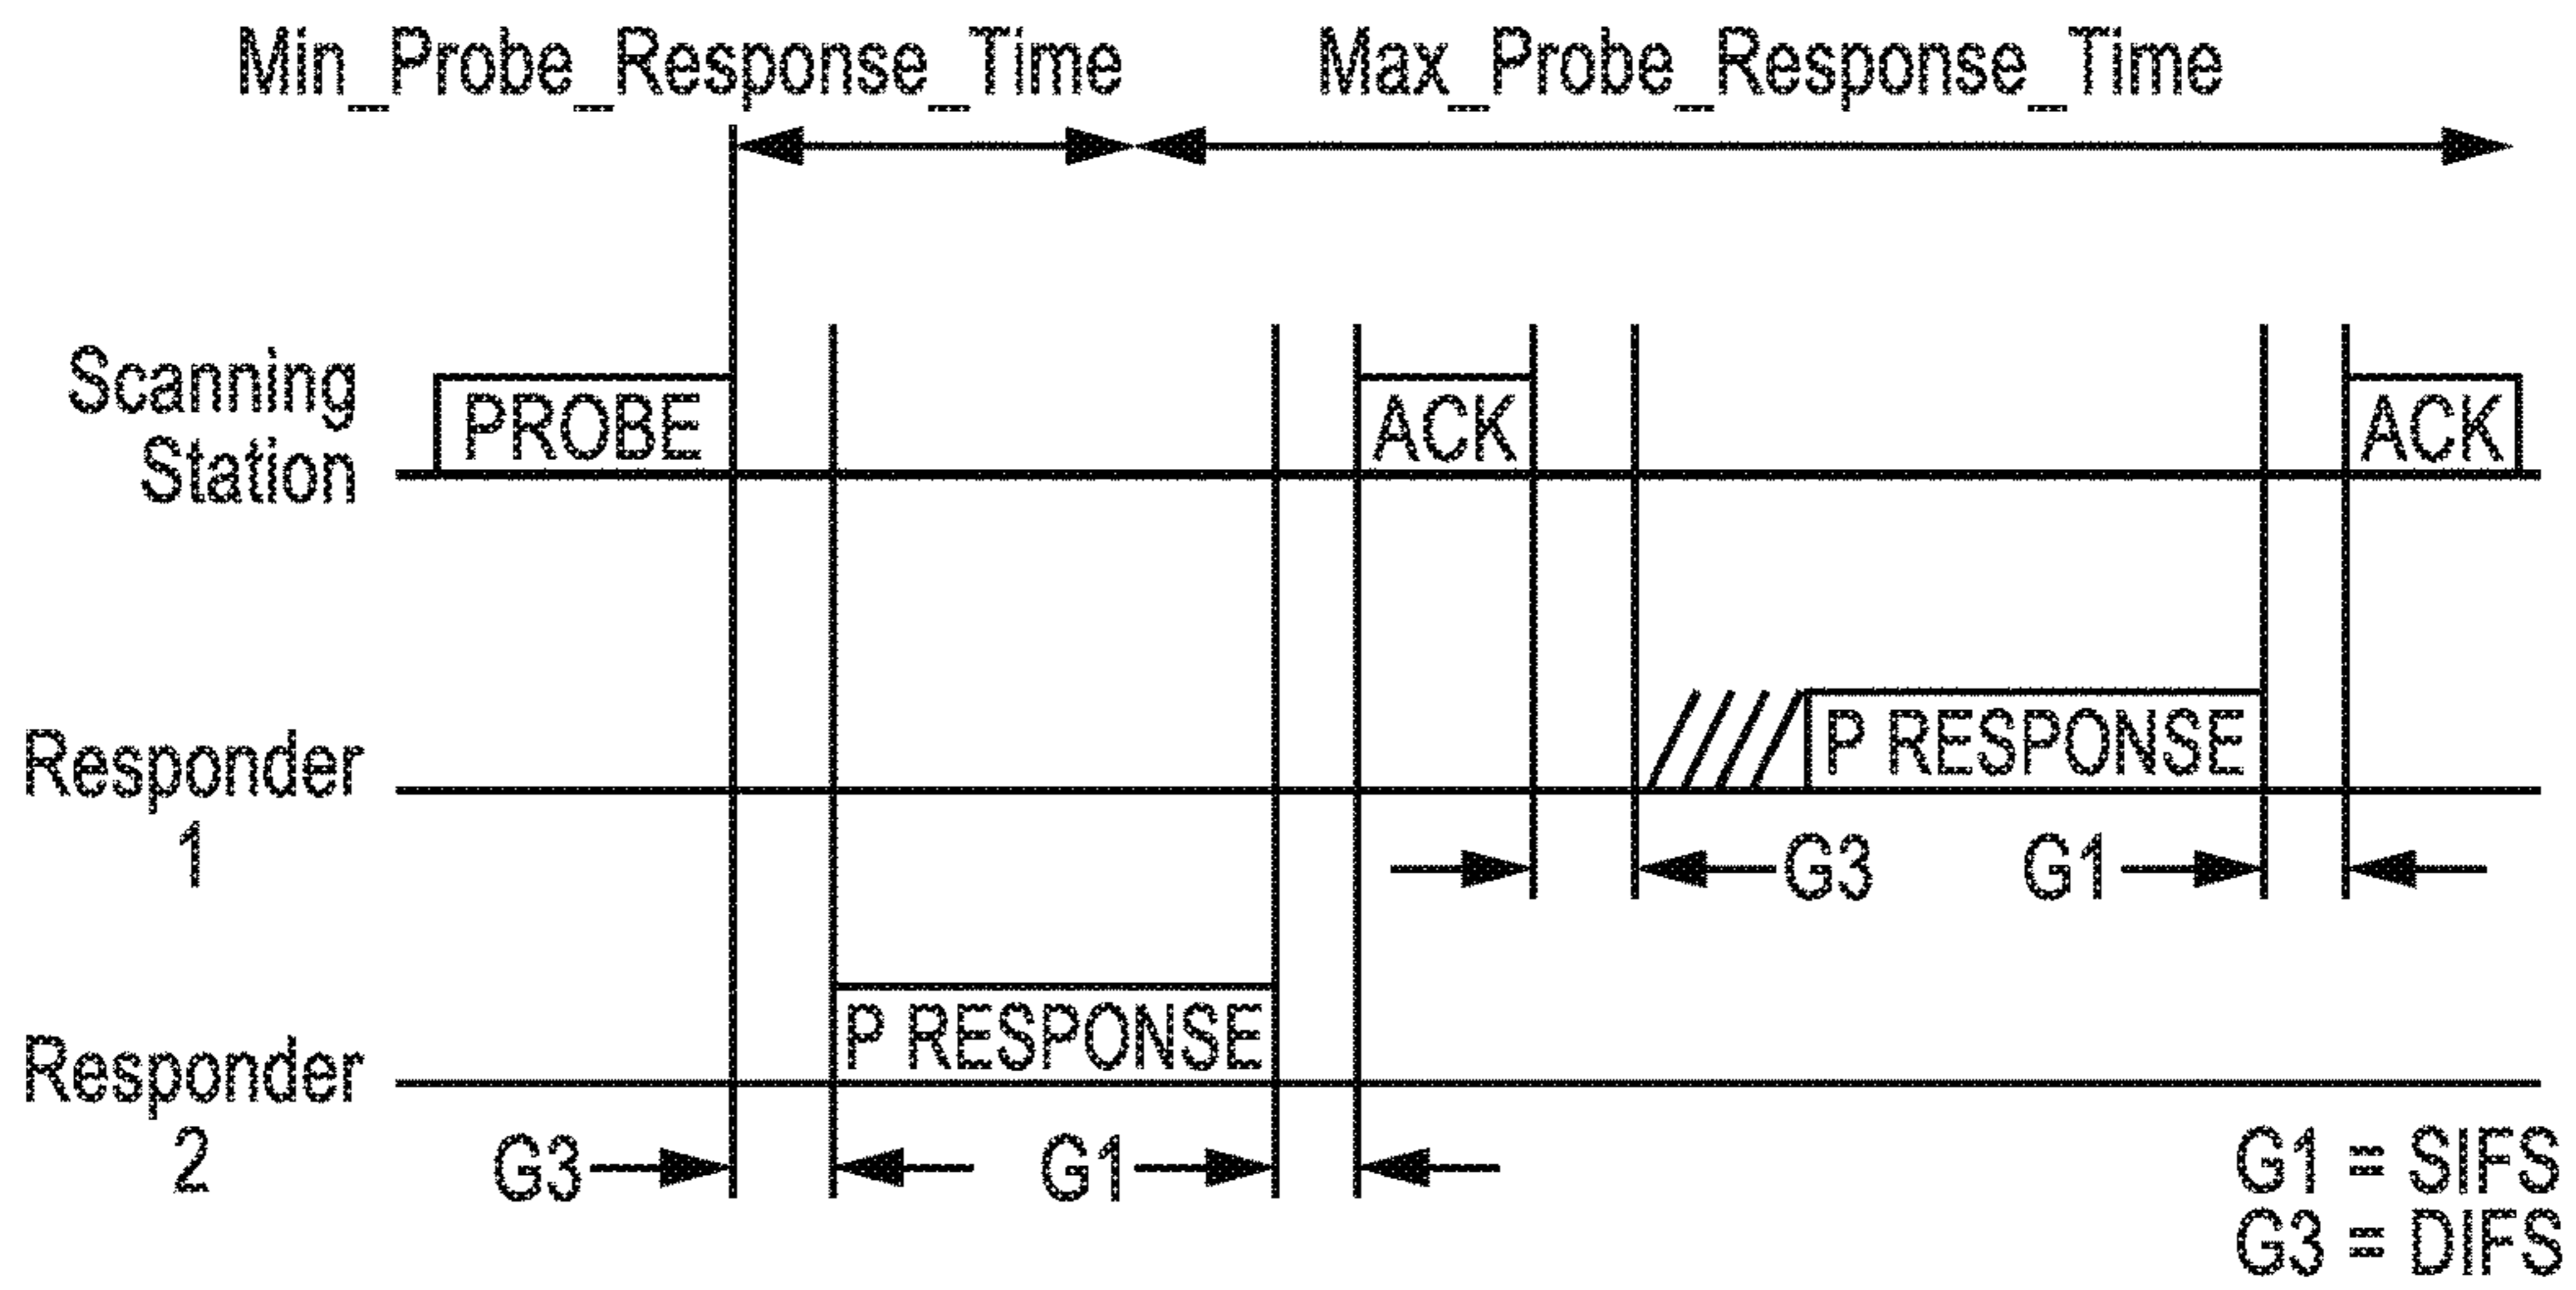 Min_Probe_Response_Time
Max_Probe_Response_Time
Scanning
Station
PROBE
ACK
ACK
Responder
1
P RESPONSE
G3
G1
Responder
2
P RESPONSE
G3
G1
G1 = SIFS
G3 = DIFS